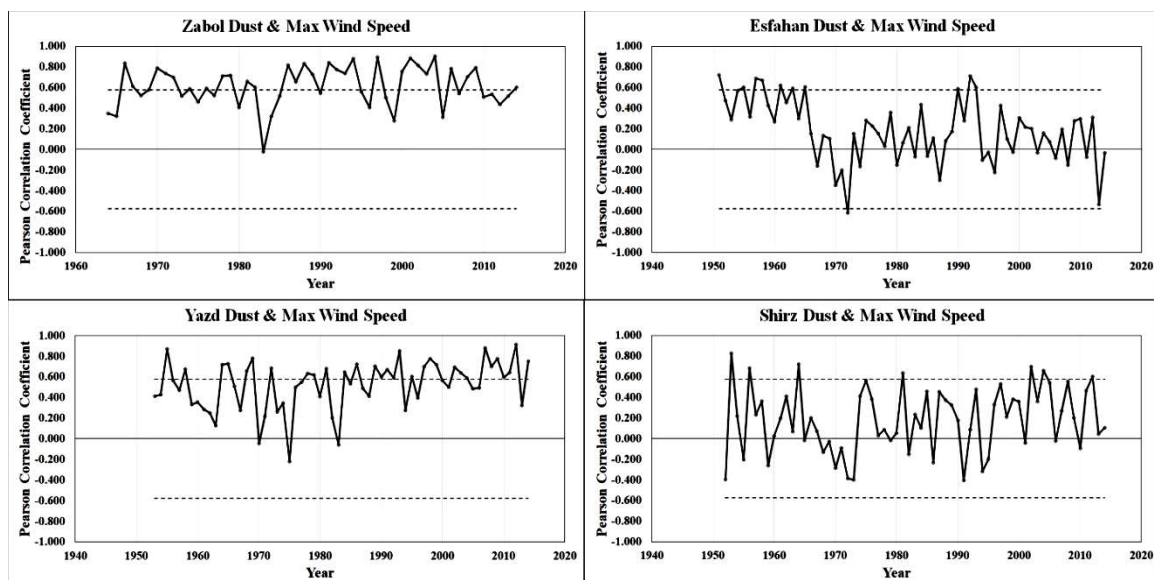 Zabol Dust & Max Wind Speed
Pearson Correlation Coefficient
1.000
0.800
0.600
0.400
0.200
0.000
-0.200
-0.400
-0.600
-0.800
-1.000
1960 1970 1980 1990 2000 2010 2020
Year
Esfahan Dust & Max Wind Speed
Pearson Correlation Coefficient
1.000
0.800
0.600
0.400
0.200
0.000
-0.200
-0.400
-0.600
-0.800
-1.000
1940 1950 1960 1970 1980 1990 2000 2010 2020
Year
Yazd Dust & Max Wind Speed
Pearson Correlation Coefficient
1.000
0.800
0.600
0.400
0.200
0.000
-0.200
-0.400
-0.600
-0.800
-1.000
1940 1950 1960 1970 1980 1990 2000 2010 2020
Year
Shirz Dust & Max Wind Speed
Pearson Correlation Coefficient
1.000
0.800
0.600
0.400
0.200
0.000
-0.200
-0.400
-0.600
-0.800
-1.000
1940 1950 1960 1970 1980 1990 2000 2010 2020
Year